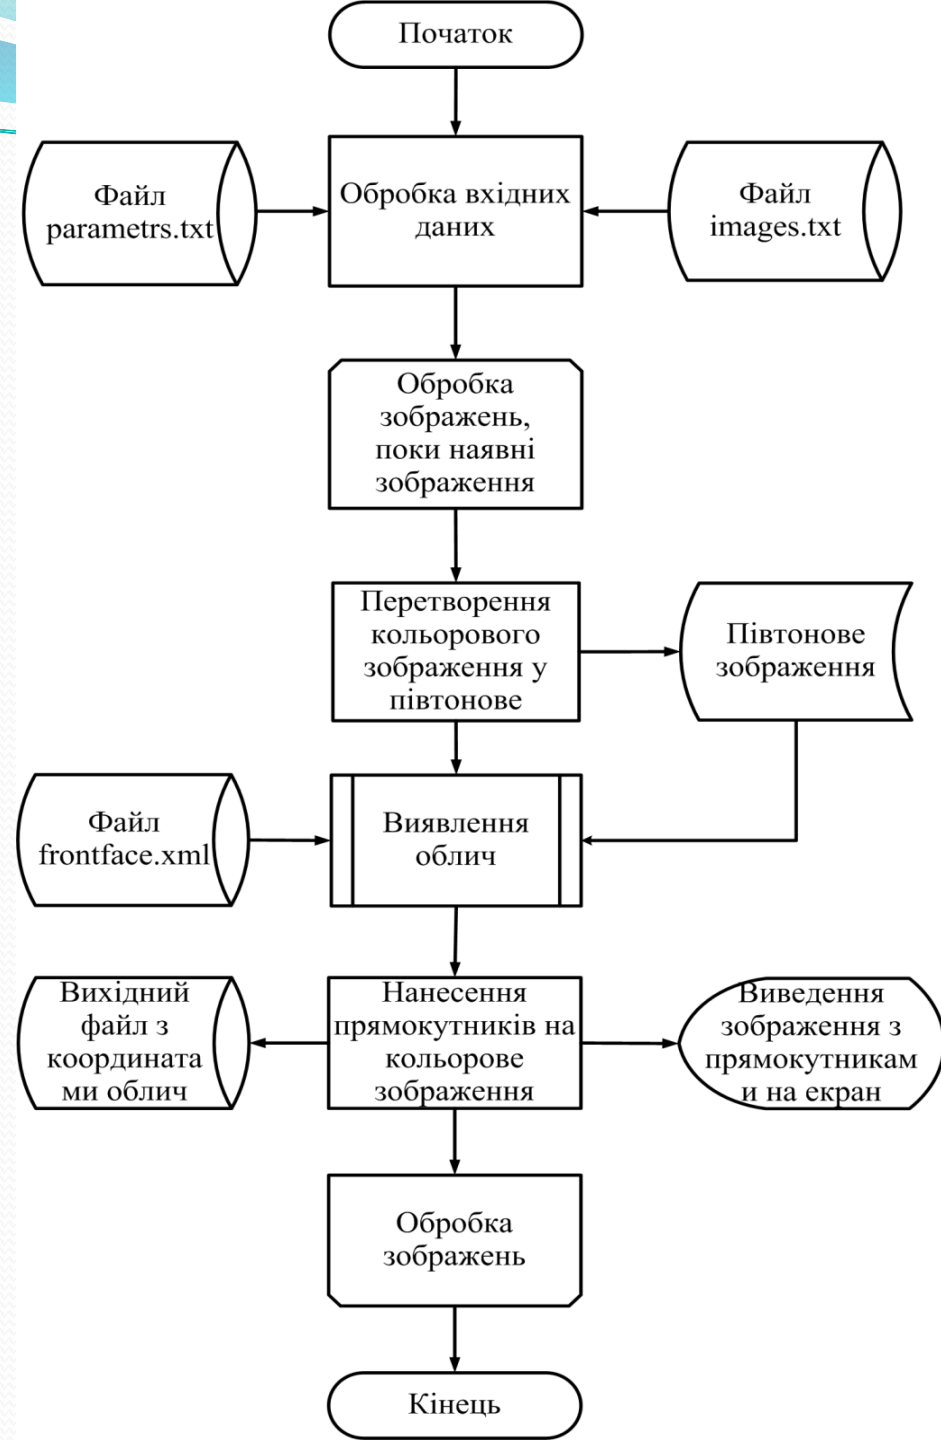 Початок
Файл
parametrs.txt
Обробка вхідних
даних
Файл
images.txt
Обробка
зображень,
поки наявні
зображення
Перетворення
кольорового
зображення у
півтонове
Півтонове
зображення
Файл
frontface.xml
Виявлення
облич
Вихідний
файл з
координата
ми облич
Нанесення
прямокутників на
кольорове
зображення
Виведення
зображення з
прямокутникам
и на екран
Обробка
зображень
Кінець